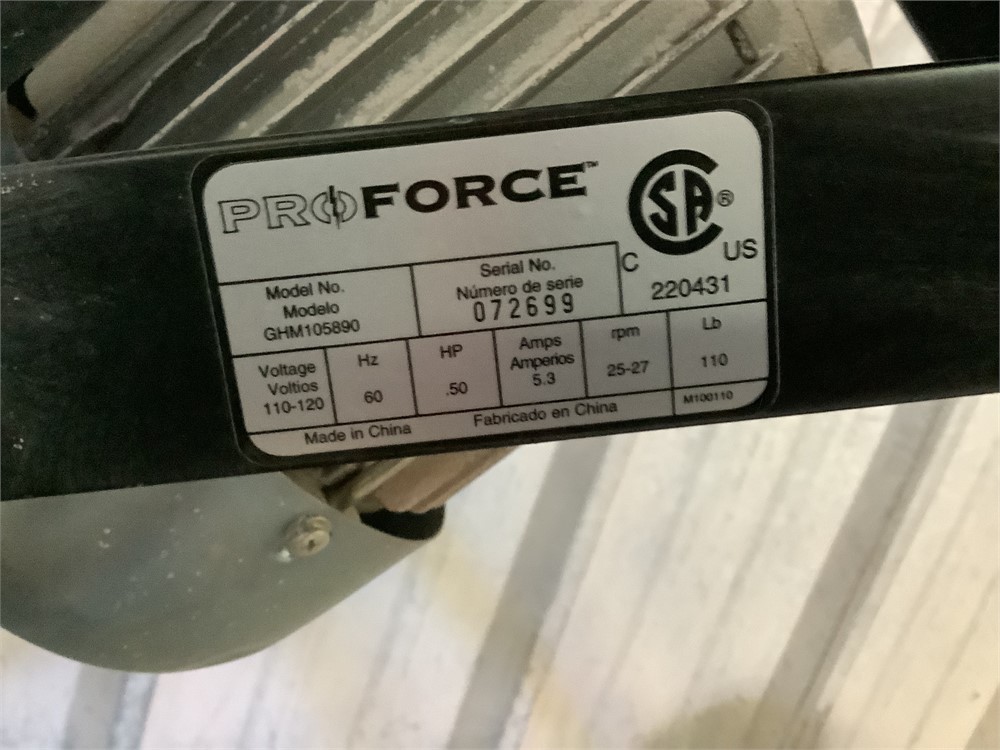 PROFORCE™
CSA®
C US
220431
Model No.
Modelo
GHM105890
Serial No.
Número de serie
072699
Voltage
Voltios
110-120
Hz
60
HP
.50
Amps
Amperios
5.3
rpm
25-27
Lb
110
Made in China
Fabricado en China
M100110